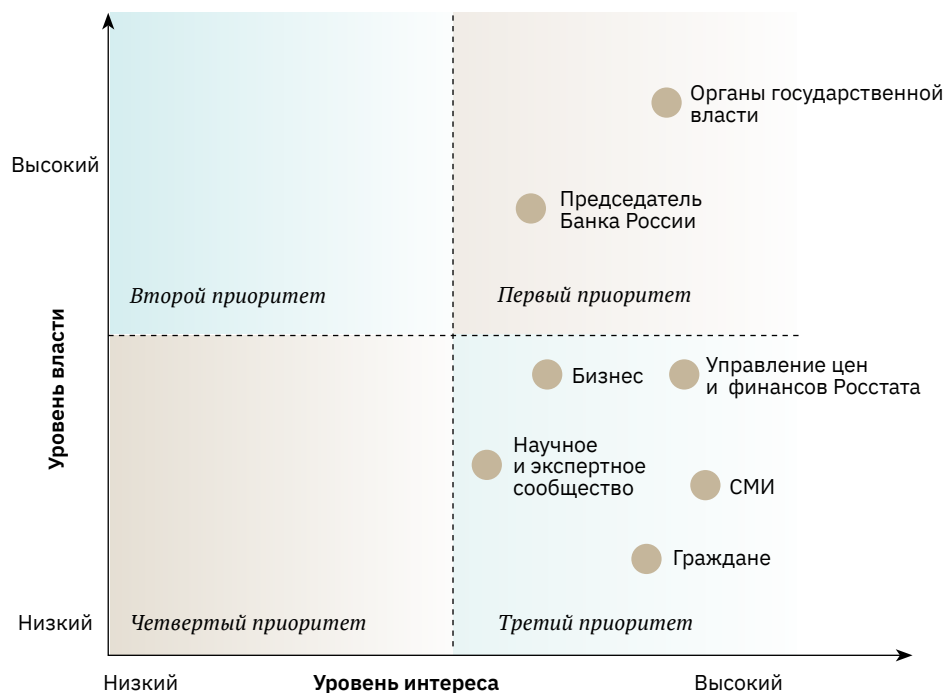 Органы государственной
власти
Высокий
Председатель
Банка России
Второй приоритет
Первый приоритет
Уровень власти
Бизнес
Управление цен
и финансов Росстата
Научное
и экспертное
сообщество
СМИ
Граждане
Низкий
Четвертый приоритет
Третий приоритет
Низкий
Уровень интереса
Высокий